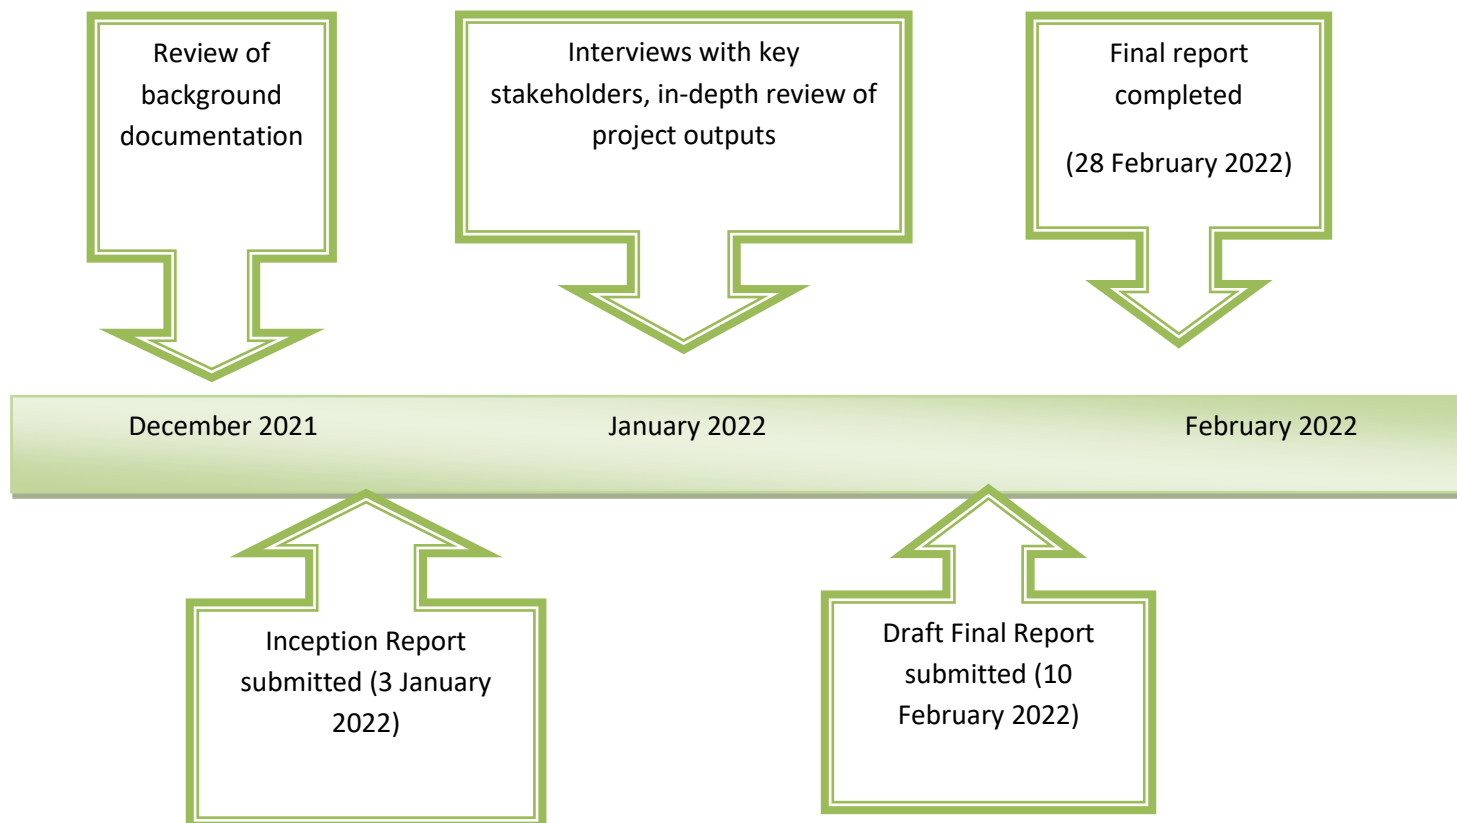 Review of
background
documentation
Interviews with key
stakeholders, in-depth review of
project outputs
Final report
completed
(28 February 2022)
December 2021
January 2022
February 2022
Inception Report
submitted (3 January
2022)
Draft Final Report
submitted (10
February 2022)